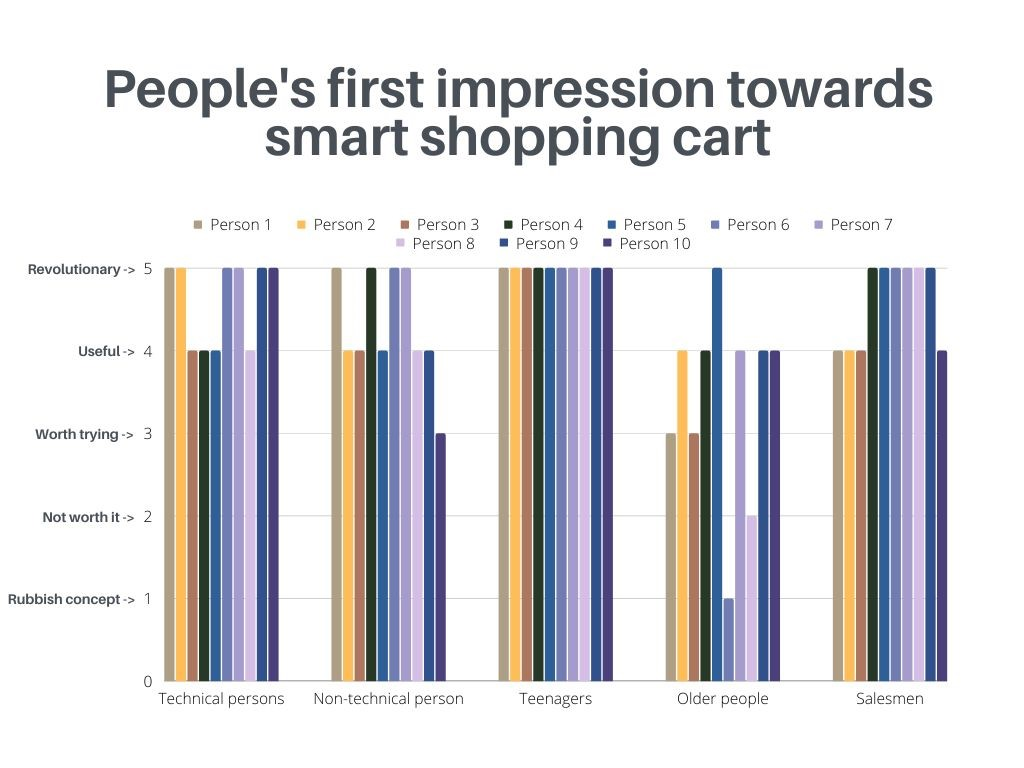 People's first impression towards
smart shopping cart
Person 1 Person 2 Person 3 Person 4 Person 5 Person 6 Person 7
Person 8 Person 9 Person 10
Revolutionary -> 5
Useful -> 4
Worth trying -> 3
Not worth it -> 2
Rubbish concept -> 1
0
Technical persons Non-technical person Teenagers Older people Salesmen